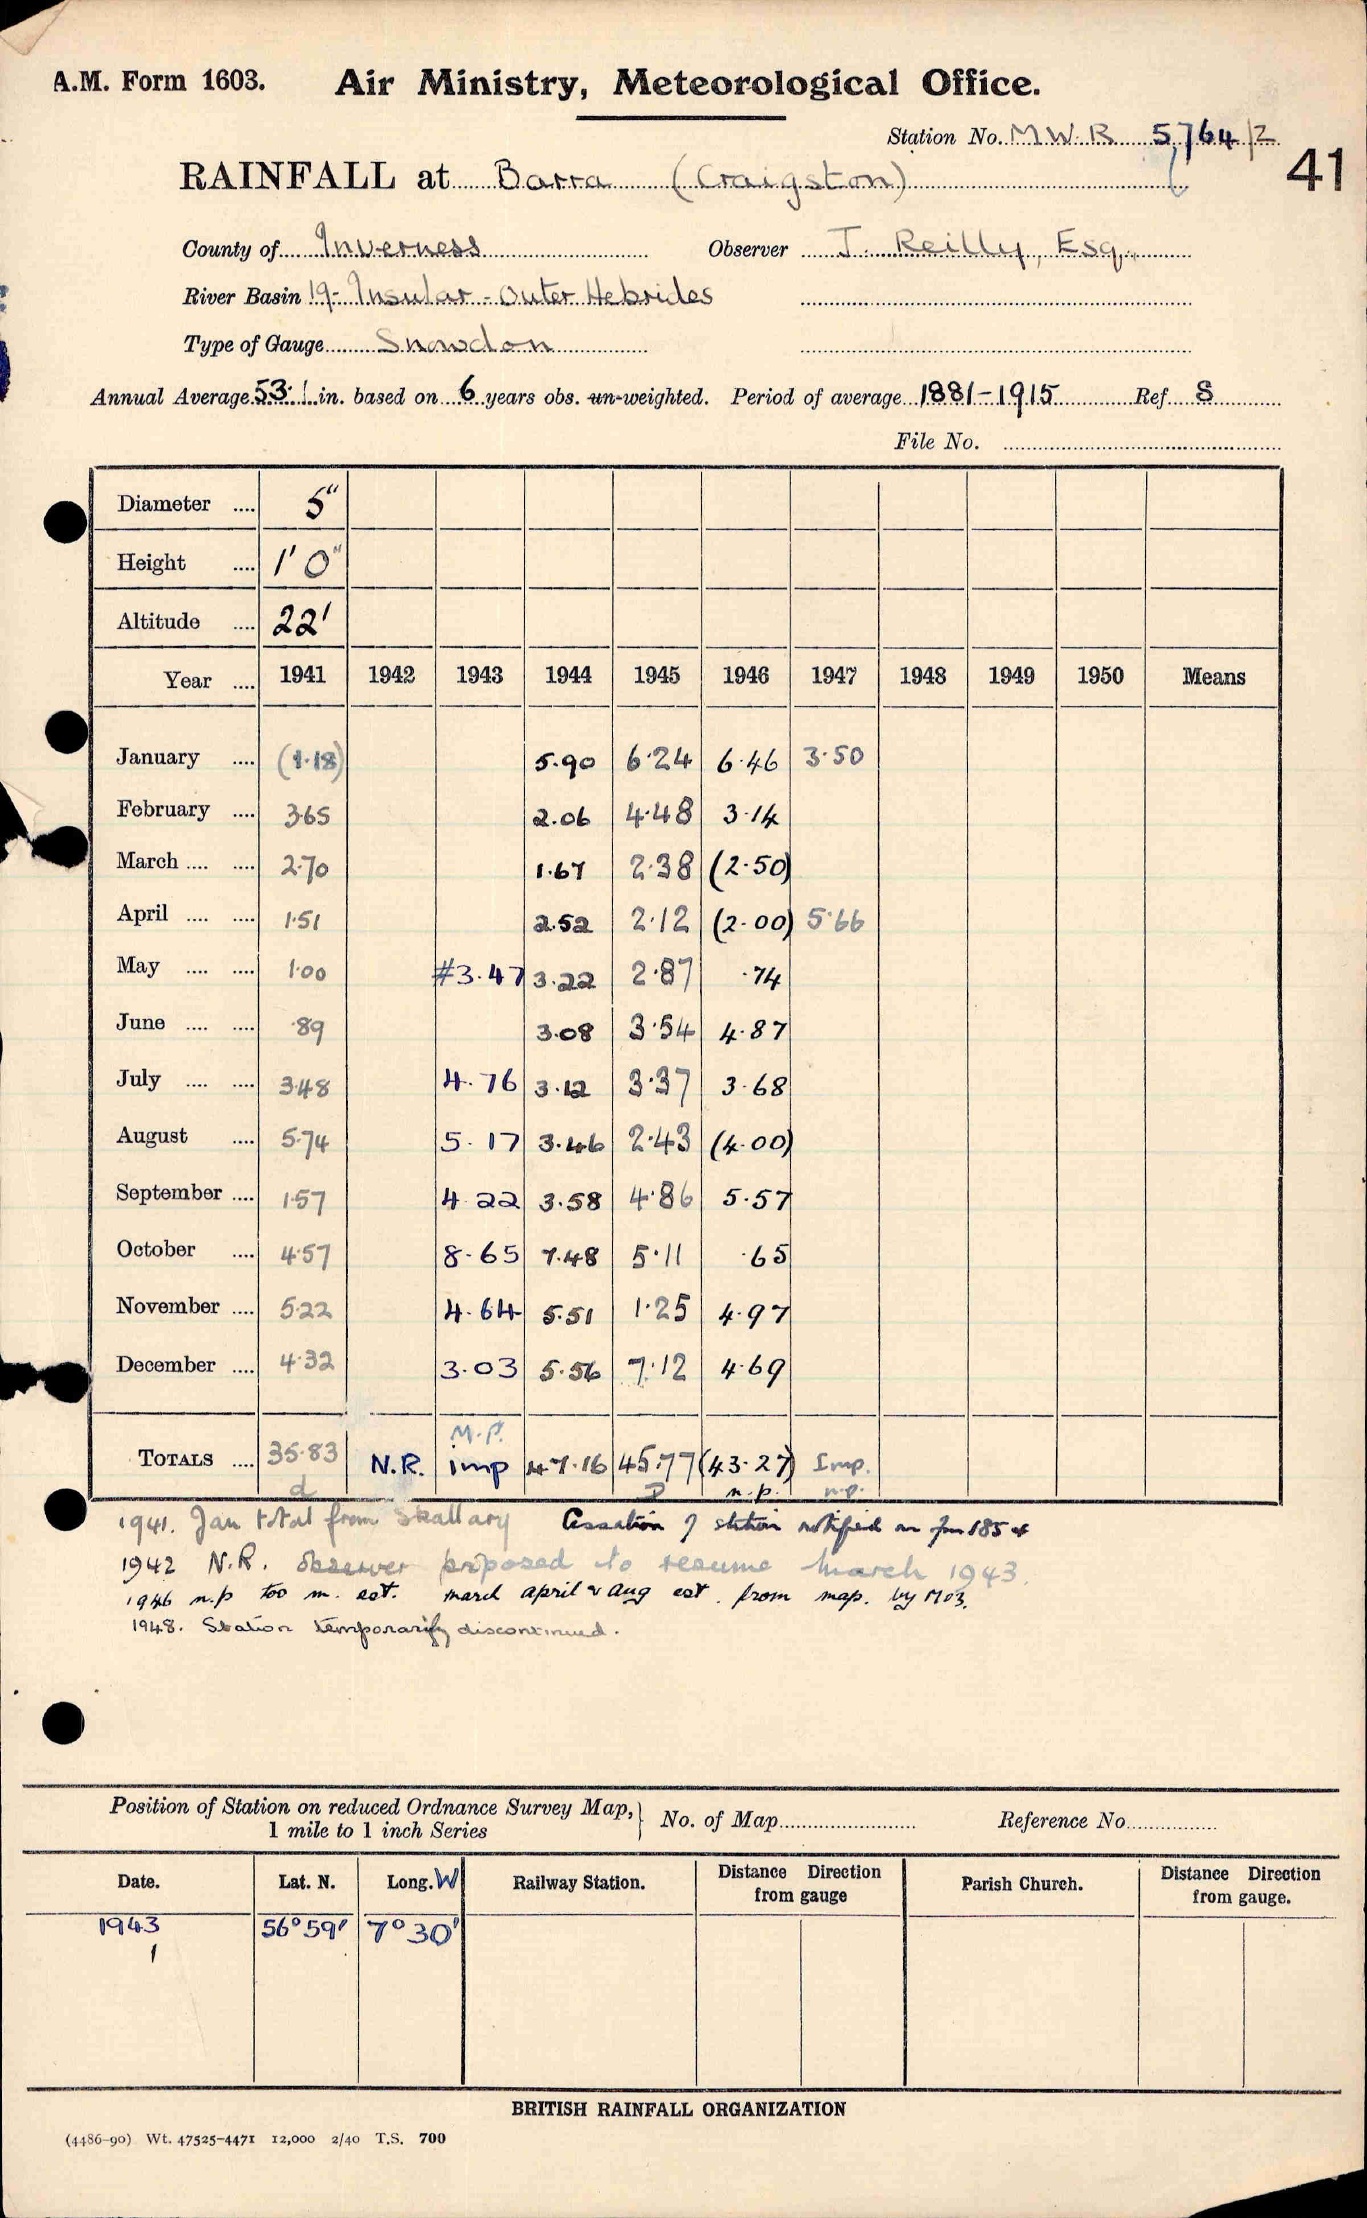 A.M. Form 1603. Air Ministry, Meteorological Office.
Station No. M.W.R 5764/2
41
RAINFALL at Barra (Craigston)
County of Inverness Observer J. Reilly, Esq.
River Basin 19- Insular - Outer Hebrides
Type of Gauge Snowdon
Annual Average 53.1 in. based on 6 years obs. un-weighted. Period of average 1881-1915 Ref S
File No.
Diameter .... 5"
Height .... 1' 0"
Altitude .... 22'
Year .... 1941 1942 1943 1944 1945 1946 1947 1948 1949 1950 Means
January .... (1.18) 5.90 6.24 6.46 3.50
February .... 3.65 2.06 4.48 3.14
March .... .... 2.70 1.67 2.38 (2.50)
April .... .... 1.51 2.52 2.12 (2.00) 5.66
May .... .... 1.00 #3.47 3.22 2.87 .74
June .... .... .89 3.08 3.54 4.87
July .... .... 3.48 4.76 3.12 3.37 3.68
August .... 5.74 5.17 3.46 2.43 (4.00)
September .... 1.57 4.22 3.58 4.86 5.57
October .... 4.57 8.65 7.48 5.11 .65
November .... 5.22 4.64 5.51 1.25 4.97
December .... 4.32 3.03 5.56 7.12 4.69
M.P.
TOTALS .... 35.83 N.R. imp 47.16 45.77 (43.27) Imp.
d D n.p. n.p.
1941. Jan total from Skallary Cessation of station notified on
1942 N.R. observer proposed to resume March 1943.
1946 n.p too m. est. march april & Aug est. from map. by M03.
1948. Station temporarily discontinued.
Position of Station on reduced Ordnance Survey Map, } No. of Map Reference No.
1 mile to 1 inch Series
Date. Lat. N. Long. W Railway Station. Distance Direction from gauge Parish Church. Distance Direction from gauge.
1943 56° 59' 7° 30'
1
BRITISH RAINFALL ORGANIZATION
(4486-90) Wt. 47525-4471 12,000 2/40 T.S. 700